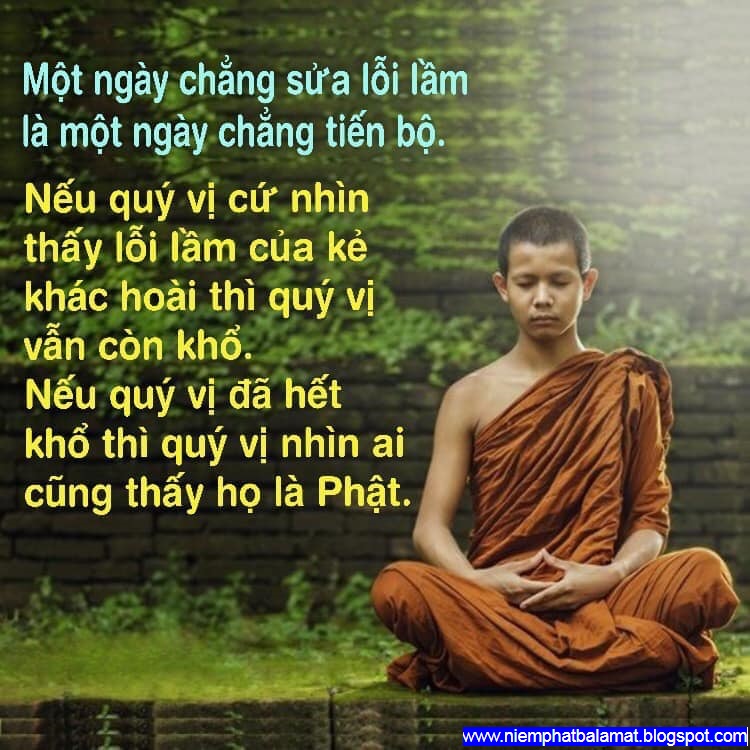 Một ngày chẳng sửa lỗi lầm
là một ngày chẳng tiến bộ.
Nếu quý vị cứ nhìn
thấy lỗi lầm của kẻ
khác hoài thì quý vị
vẫn còn khổ.
Nếu quý vị đã hết
khổ thì quý vị nhìn ai
cũng thấy họ là Phật.
www.niemphatbalamat.blogspot.com